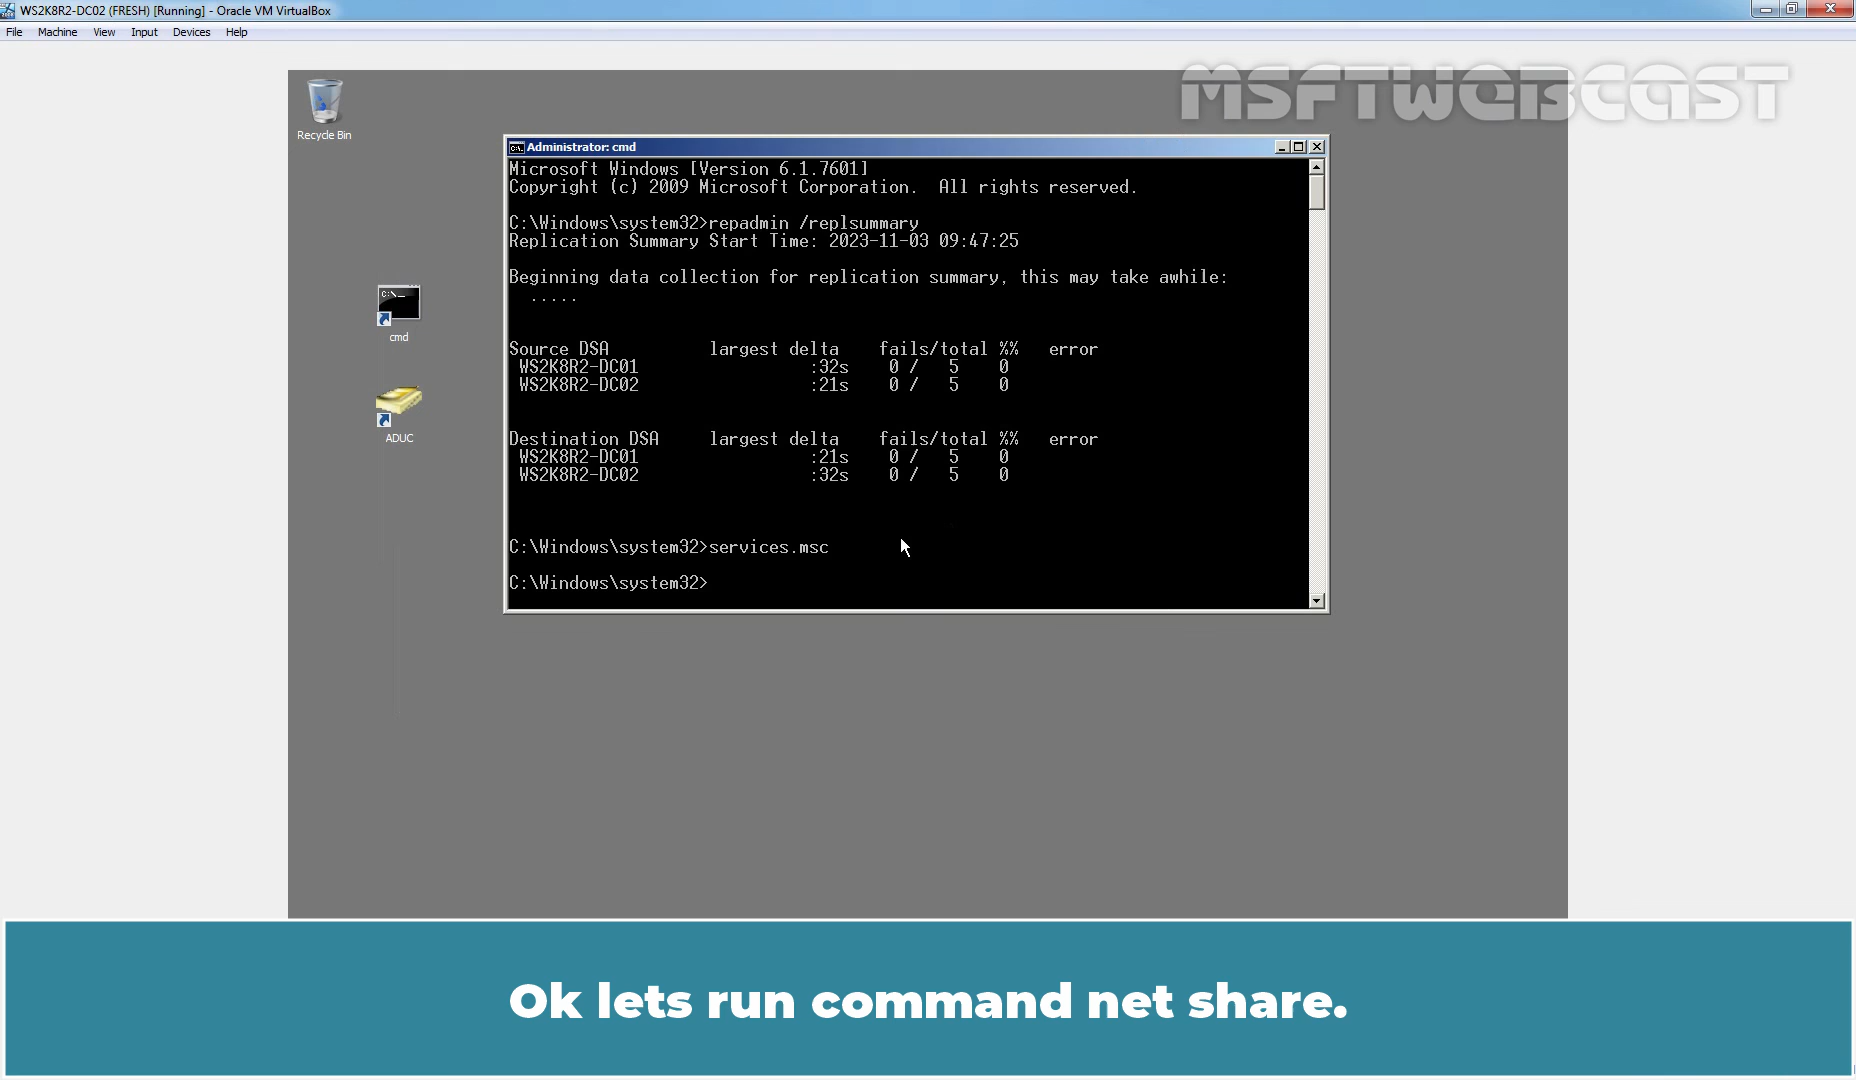 WS2K8R2-DC02 (FRESH) [Running] - Oracle VM VirtualBox
File Machine View Input Devices Help
MSFTWEBCAST
Recycle Bin
Administrator: cmd
Microsoft Windows [Version 6.1.7601]
Copyright (c) 2009 Microsoft Corporation.  All rights reserved.
C:\Windows\system32>repadmin /replsummary
Replication Summary Start Time: 2023-11-03 09:47:25
Beginning data collection for replication summary, this may take awhile:
.....
Source DSA          largest delta    fails/total %%   error
WS2K8R2-DC01                 :32s    0 /   5    0
WS2K8R2-DC02                 :21s    0 /   5    0
Destination DSA     largest delta    fails/total %%   error
WS2K8R2-DC01                 :21s    0 /   5    0
WS2K8R2-DC02                 :32s    0 /   5    0
C:\Windows\system32>services.msc
C:\Windows\system32>
C:\_
cmd
ADUC
Ok lets run command net share.